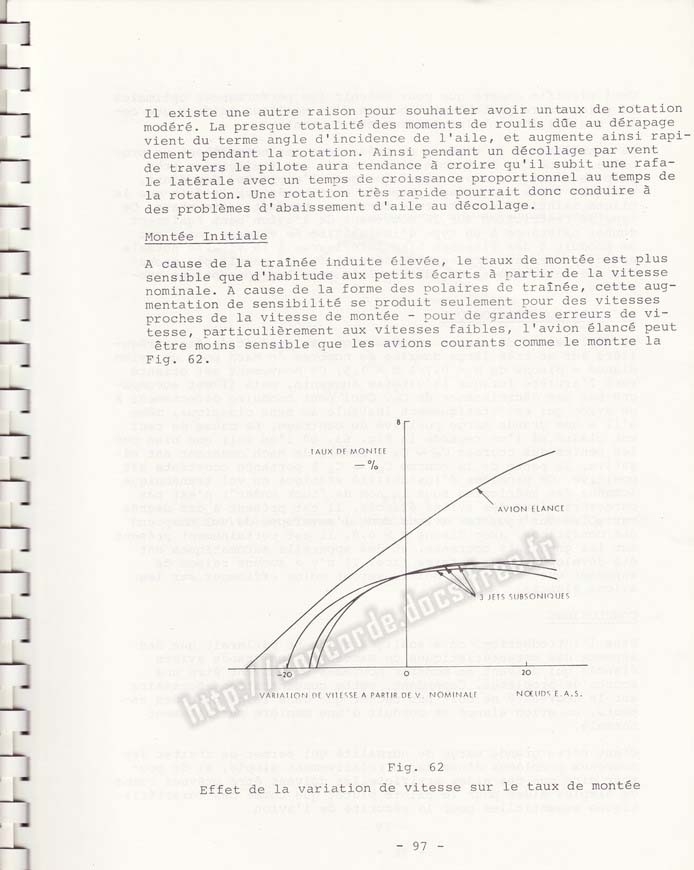 Il existe une autre raison pour souhaiter avoir un taux de rotation
modéré. La presque totalité des moments de roulis dûe au dérapage
vient du terme angle d'incidence de l'aile, et augmente ainsi rapi-
dement pendant la rotation. Ainsi pendant un décollage par vent
de travers le pilote aura tendance à croire qu'il subit une rafa-
le latérale avec un temps de croissance proportionnel au temps de
la rotation. Une rotation très rapide pourrait donc conduire à
des problèmes d'abaissement d'aile au décollage.
Montée Initiale
A cause de la traînée induite élevée, le taux de montée est plus
sensible que d'habitude aux petits écarts à partir de la vitesse
nominale. A cause de la forme des polaires de traînée, cette aug-
mentation de sensibilité se produit seulement pour des vitesses
proches de la vitesse de montée - pour de grandes erreurs de vi-
tesse, particulièrement aux vitesses faibles, l'avion élancé peut
être moins sensible que les avions courants comme le montre la
Fig. 62.
8
TAUX DE MONTEE
—%
AVION ELANCE
3 JETS SUBSONIQUES
-20 0 20
VARIATION DE VITESSE A PARTIR DE V. NOMINALE NŒUDS E.A.S.
http://concorde.docs.free.fr
Fig. 62
Effet de la variation de vitesse sur le taux de montée
- 97 -